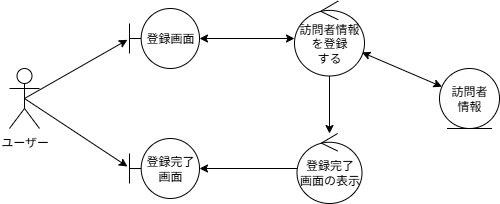 登録画面
訪問者情報
を登録
する
訪問者
情報
ユーザー
登録完了
画面
登録完了
画面の表示